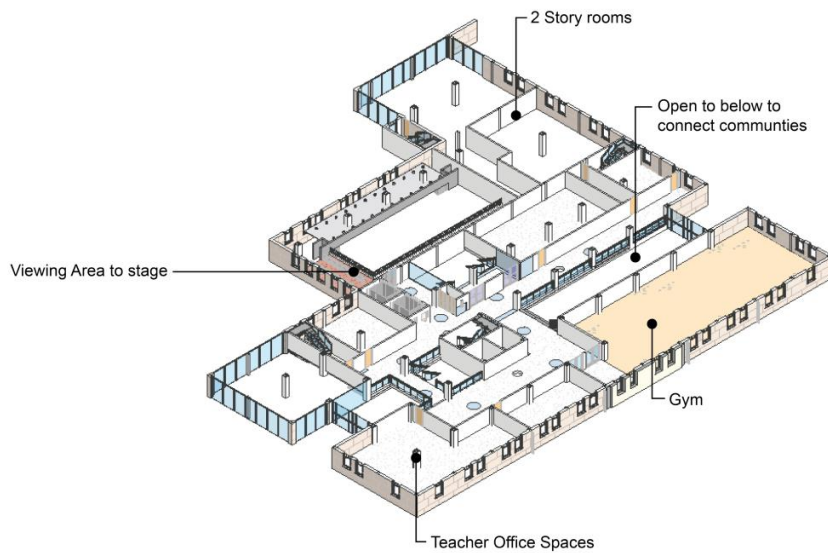 2 Story rooms
Open to below to
connect communties
Viewing Area to stage
Gym
Teacher Office Spaces